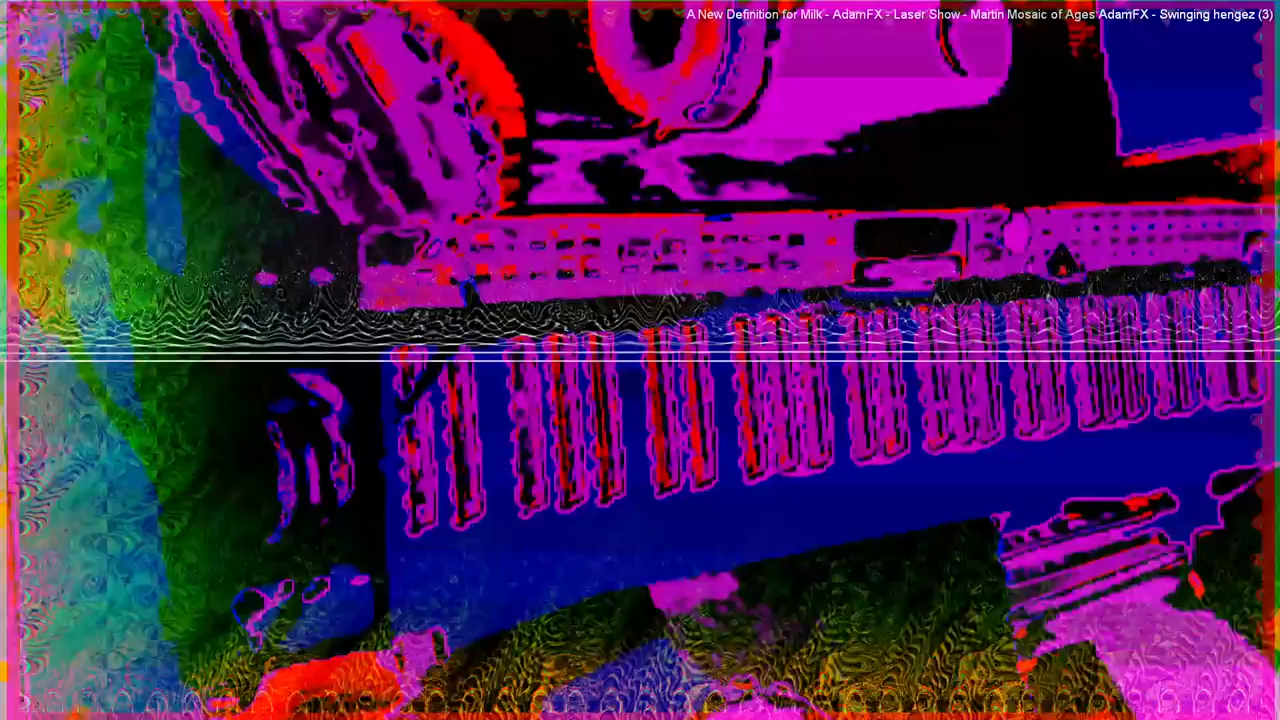 A New Definition for Milk - AdamFX - Laser Show - Martin Mosaic of Ages AdamFX - Swinging hengez (3)